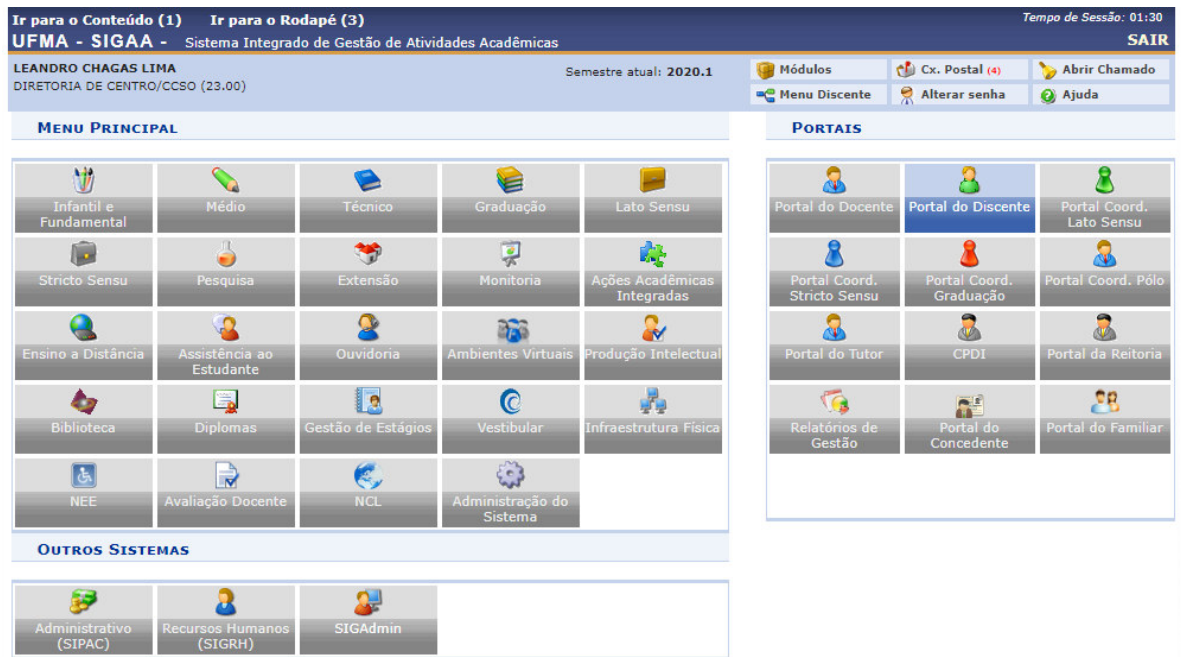 Ir para o Conteúdo (1) Ir para o Rodapé (3)
Tempo de Sessão: 01:30
UFMA - SIGAA - Sistema Integrado de Gestão de Atividades Acadêmicas
SAIR
LEANDRO CHAGAS LIMA
Semestre atual: 2020.1
DIRETORIA DE CENTRO/CCSO (23.00)
Módulos
Cx. Postal (4)
Abrir Chamado
Menu Discente
Alterar senha
Ajuda
MENU PRINCIPAL
Infantil e
Fundamental
Médio
Técnico
Graduação
Lato Sensu
Stricto Sensu
Pesquisa
Extensão
Monitoria
Ações Acadêmicas
Integradas
Ensino a Distância
Assistência ao
Estudante
Ouvidoria
Ambientes Virtuais
Produção Intelectual
Biblioteca
Diplomas
Gestão de Estágios
Vestibular
Infraestrutura Física
NEE
Avaliação Docente
NCL
Administração do
Sistema
PORTAIS
Portal do Docente
Portal do Discente
Portal Coord.
Lato Sensu
Portal Coord.
Stricto Sensu
Portal Coord.
Graduação
Portal Coord. Pólo
Portal do Tutor
CPDI
Portal da Reitoria
Relatórios de
Gestão
Portal do
Concedente
Portal do Familiar
OUTROS SISTEMAS
Administrativo
(SIPAC)
Recursos Humanos
(SIGRH)
SIGAdmin